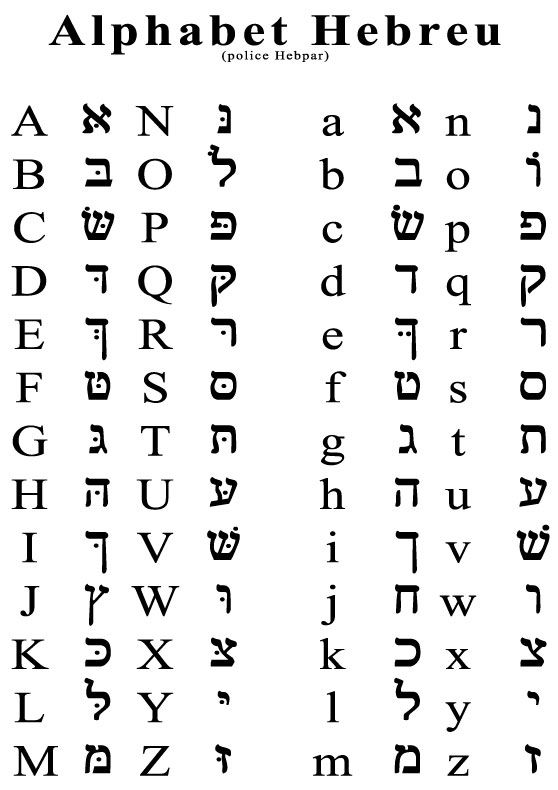 Alphabet Hebreu
(police Hebpar)
A אּ N נּ a א n נ
B בּ O לֹּ b ב o וֹ
C שּׂ P פּ c שׂ p פ
D דּ Q קּ d ד q ק
E R רּ e r ר
F טּ S סּ f ט s ס
G גּ T תּ g ג t ת
H הּ U עּ h ה u ע
I ךּ V שּׁ i ך v שׁ
J ץ W וּ j ח w ו
K כּ X צּ k כ x צ
L לּ Y יּ l ל y י
M מּ Z זּ m מ z ז